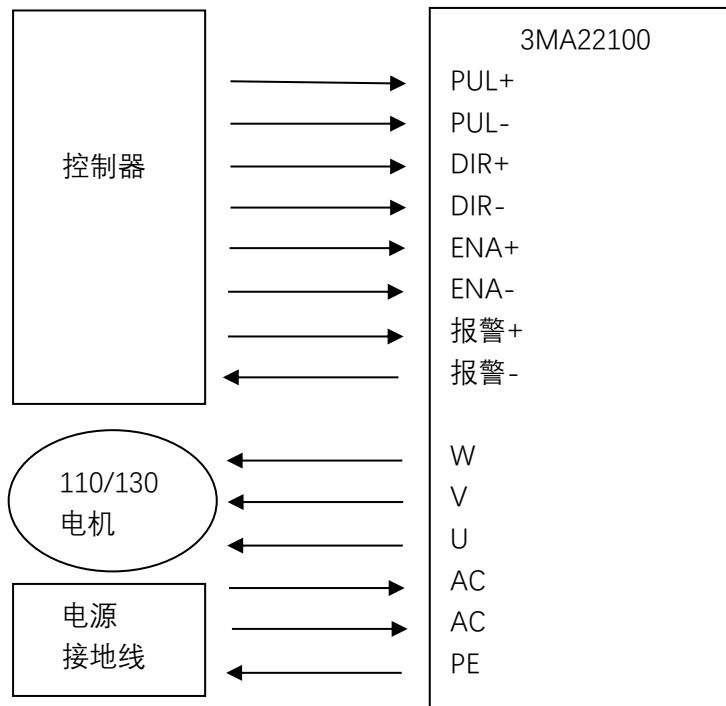 控制器
110/130
电机
电源
接地线
3MA22100
PUL+
PUL-
DIR+
DIR-
ENA+
ENA-
报警+
报警-
W
V
U
AC
AC
PE